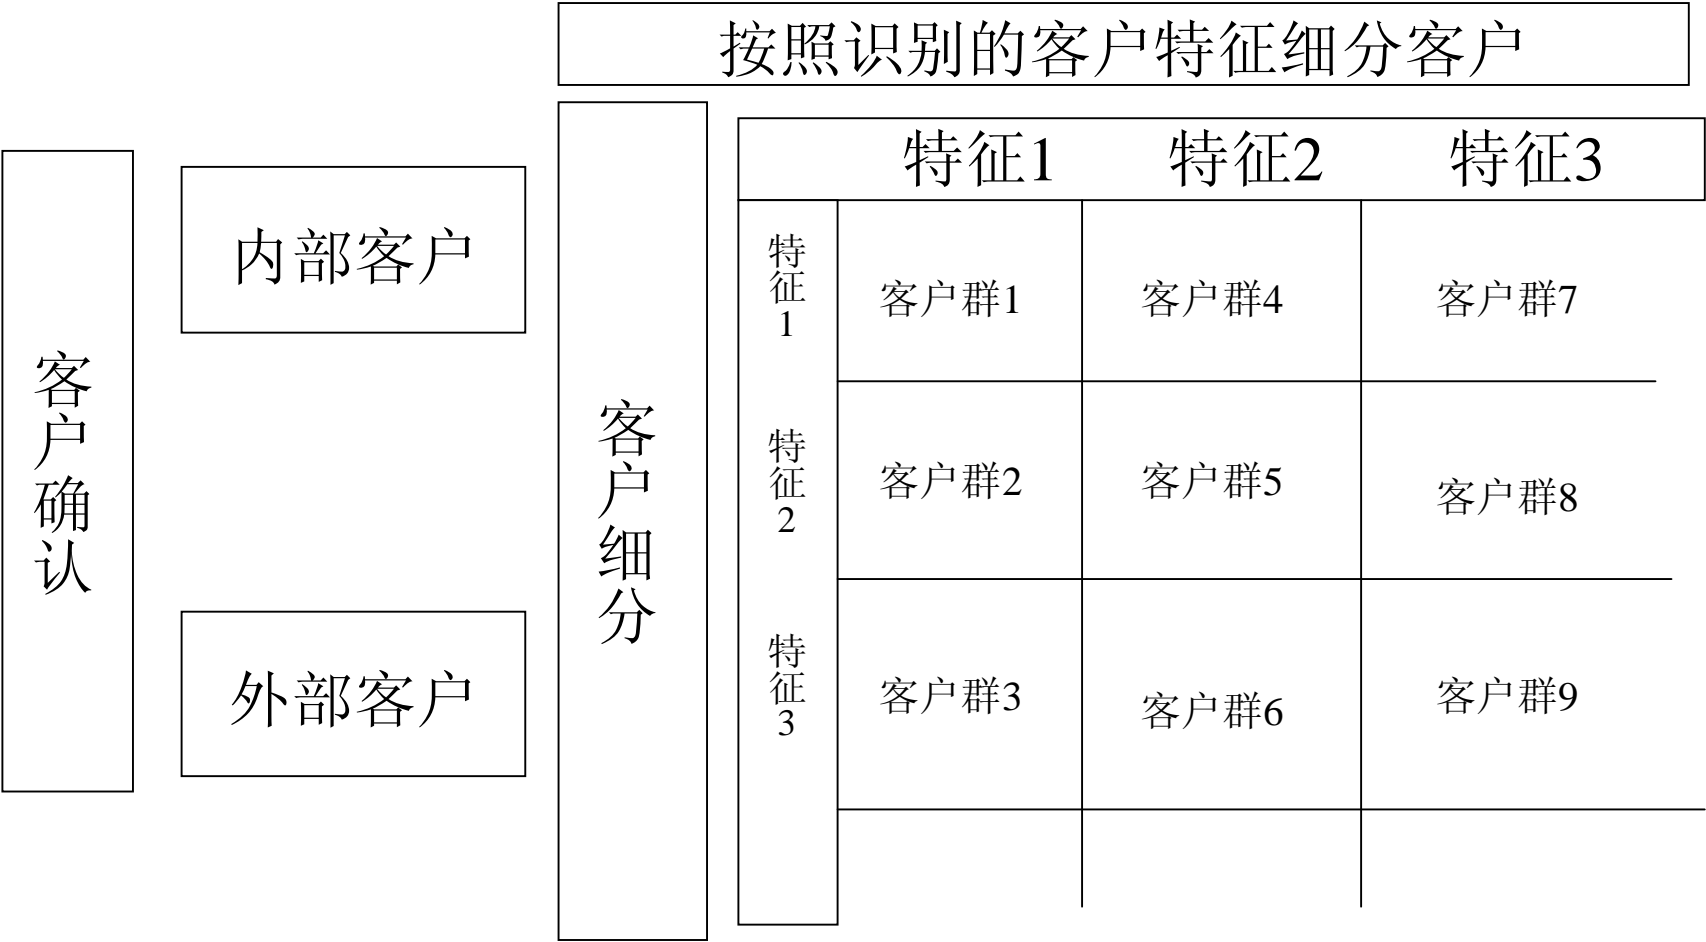 按照识别的客户特征细分客户
客户确认
内部客户
外部客户
客户细分
特征1 特征2 特征3
特征1
客户群1 客户群4 客户群7
特征2
客户群2 客户群5 客户群8
特征3
客户群3 客户群6 客户群9